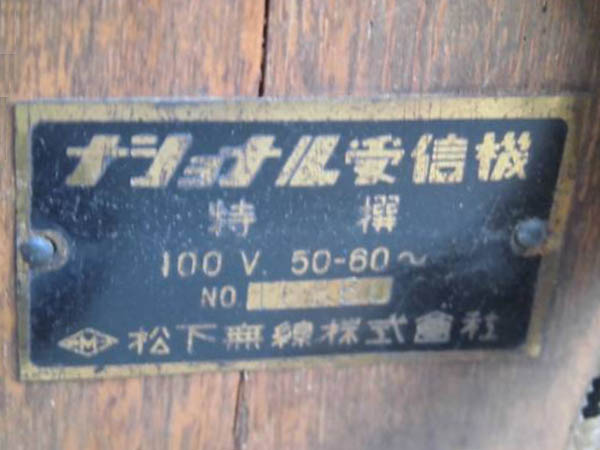 ナショナル受信機
特撰
100 V. 50-60～
NO.
松下無線株式會社